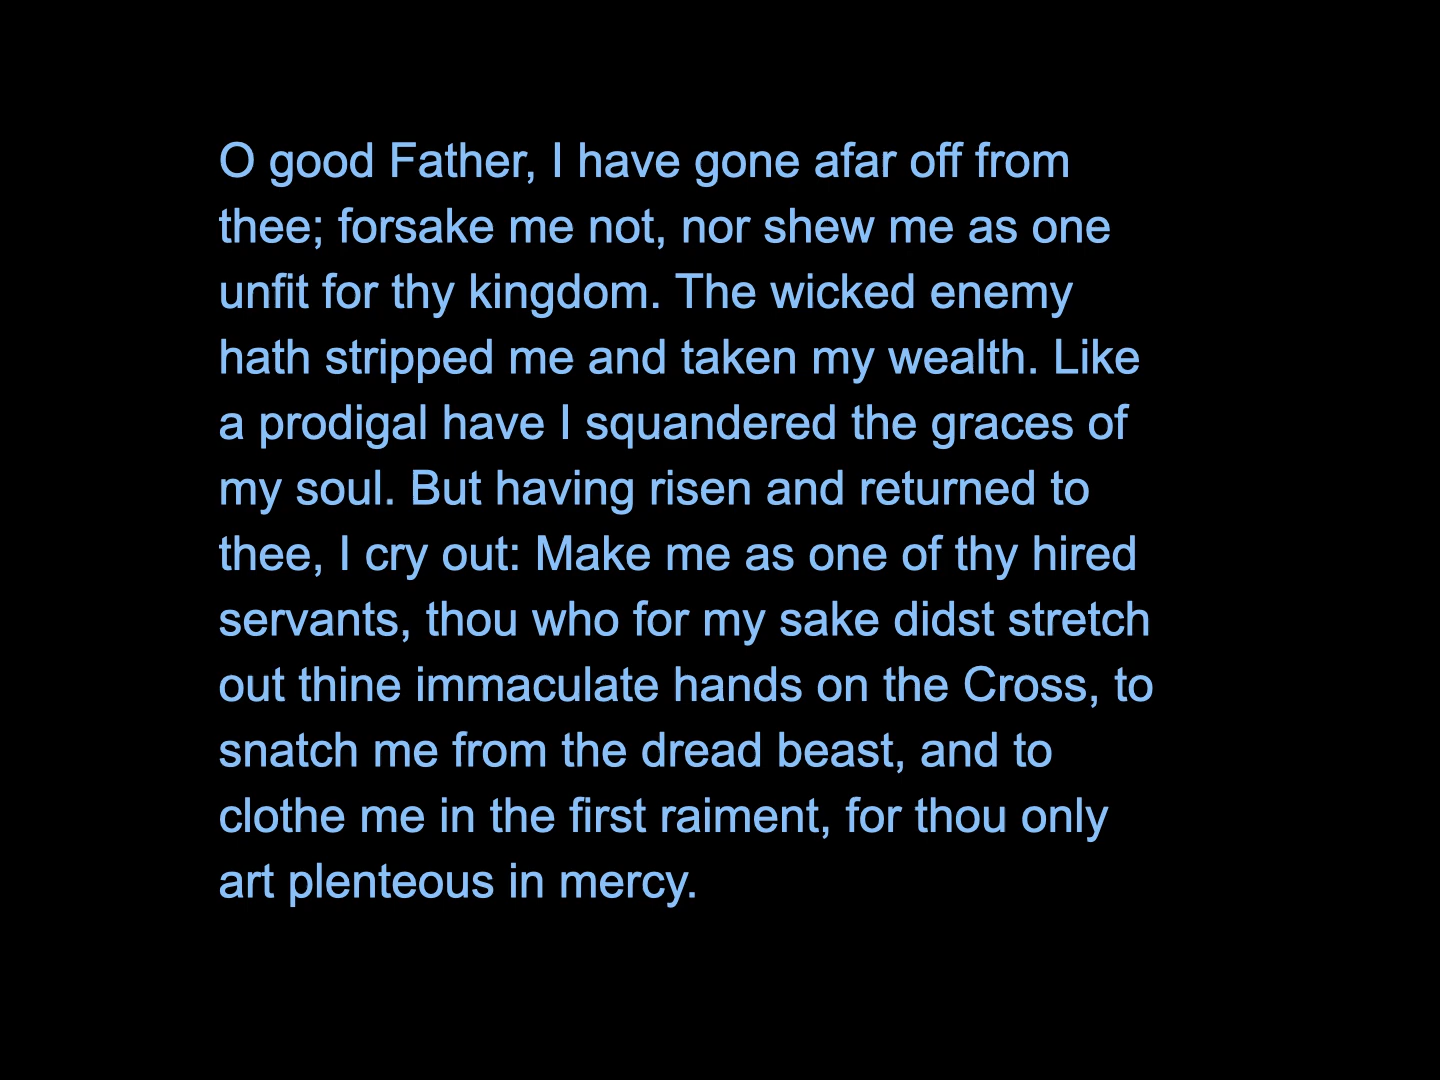 O good Father, I have gone afar off from
thee; forsake me not, nor shew me as one
unfit for thy kingdom. The wicked enemy
hath stripped me and taken my wealth. Like
a prodigal have I squandered the graces of
my soul. But having risen and returned to
thee, I cry out: Make me as one of thy hired
servants, thou who for my sake didst stretch
out thine immaculate hands on the Cross, to
snatch me from the dread beast, and to
clothe me in the first raiment, for thou only
art plenteous in mercy.